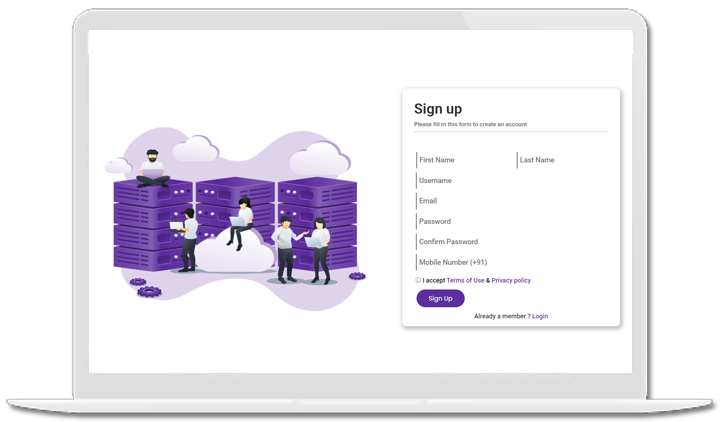 Sign up
Please fill in this form to create an account
First Name
Last Name
Username
Email
Password
Confirm Password
Mobile Number (+91)
I accept Terms of Use & Privacy policy
Sign Up
Already a member ? Login